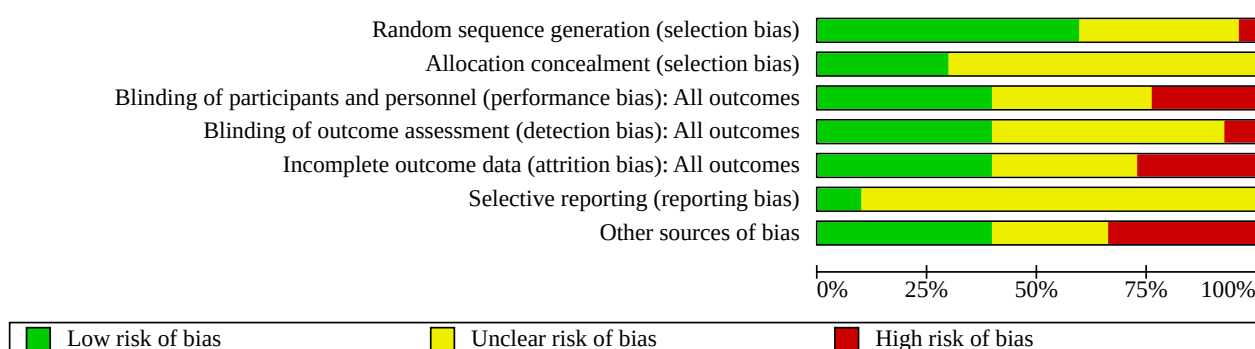 Random sequence generation (selection bias)
Allocation concealment (selection bias)
Blinding of participants and personnel (performance bias): All outcomes
Blinding of outcome assessment (detection bias): All outcomes
Incomplete outcome data (attrition bias): All outcomes
Selective reporting (reporting bias)
Other sources of bias
0% 25% 50% 75% 100%
Low risk of bias Unclear risk of bias High risk of bias